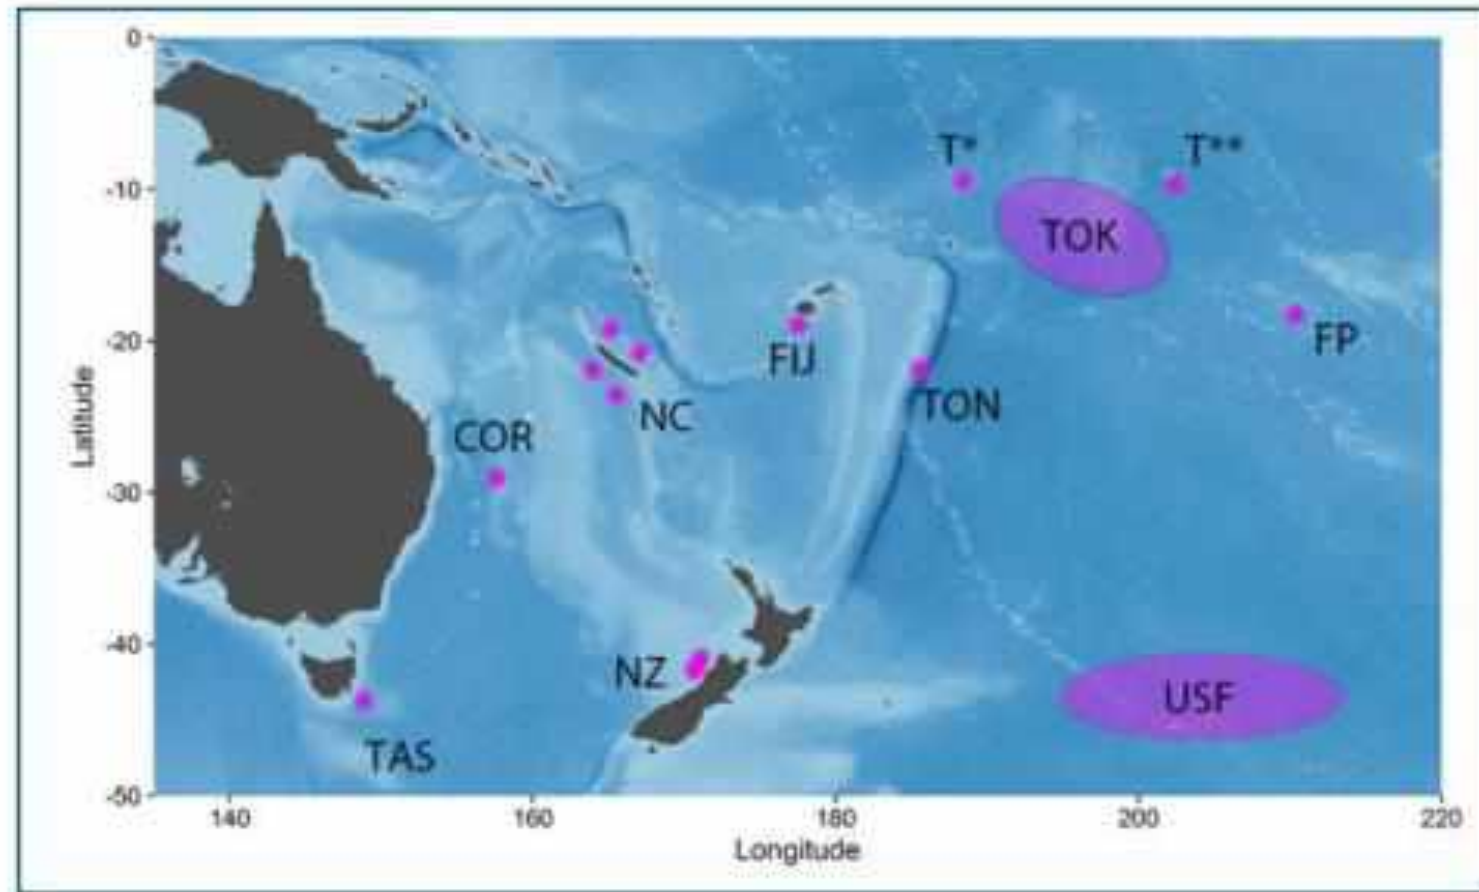 0
T*
T**
-10
TOK
-20
FIJ
FP
NC
TON
COR
Latitude
-30
-40
NZ
USF
TAS
-50
140
160
180
200
220
Longitude